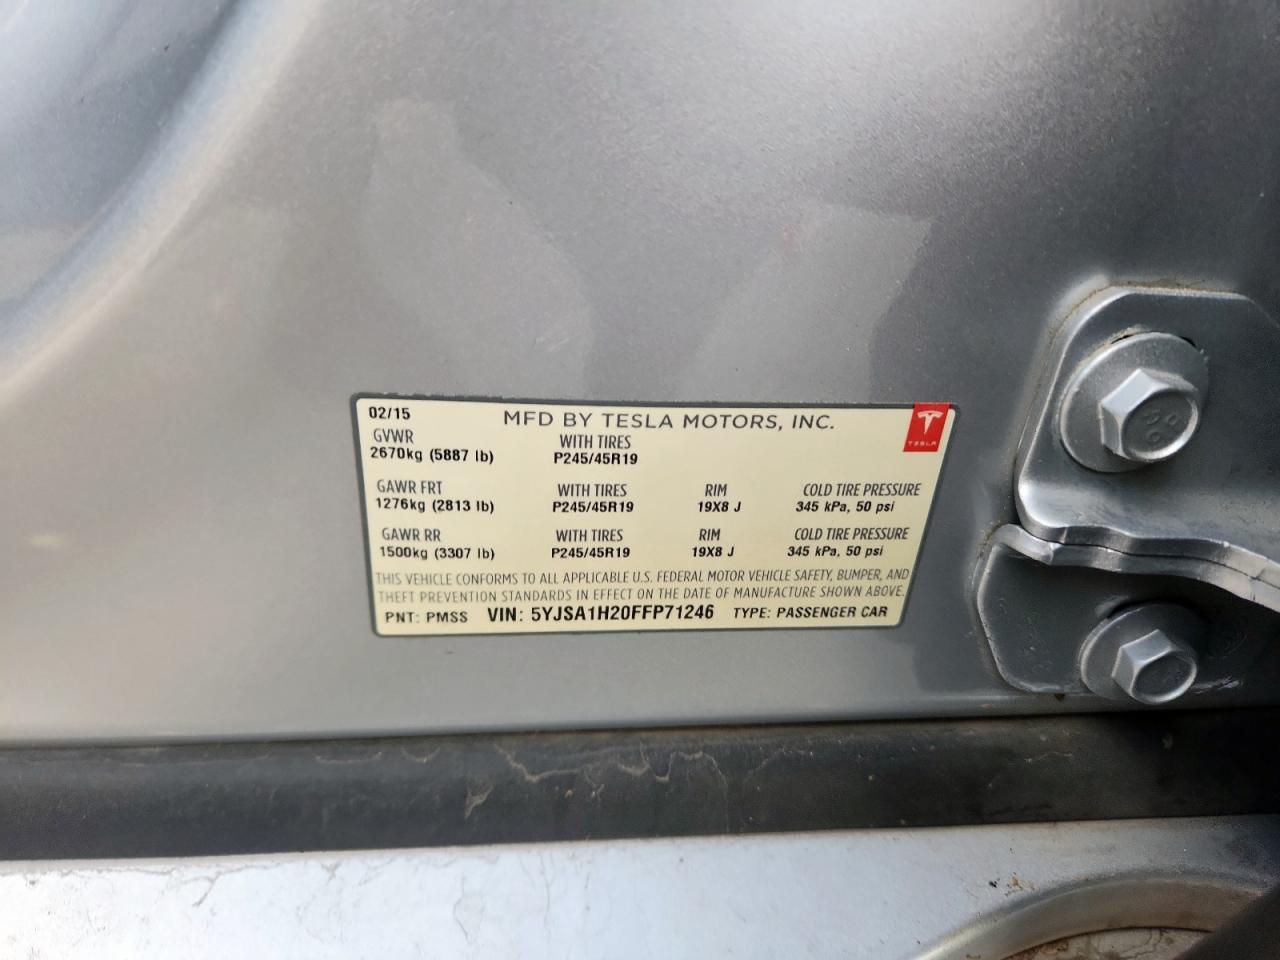 02/15 MFD BY TESLA MOTORS, INC.
TESLA
GVWR WITH TIRES
2670kg (5887 lb) P245/45R19
GAWR FRT WITH TIRES RIM COLD TIRE PRESSURE
1276kg (2813 lb) P245/45R19 19X8 J 345 kPa, 50 psi
GAWR RR WITH TIRES RIM COLD TIRE PRESSURE
1500kg (3307 lb) P245/45R19 19X8 J 345 kPa, 50 psi
THIS VEHICLE CONFORMS TO ALL APPLICABLE U.S. FEDERAL MOTOR VEHICLE SAFETY, BUMPER, AND
THEFT PREVENTION STANDARDS IN EFFECT ON THE DATE OF MANUFACTURE SHOWN ABOVE.
PNT: PMSS VIN: 5YJSA1H20FFP71246 TYPE: PASSENGER CAR